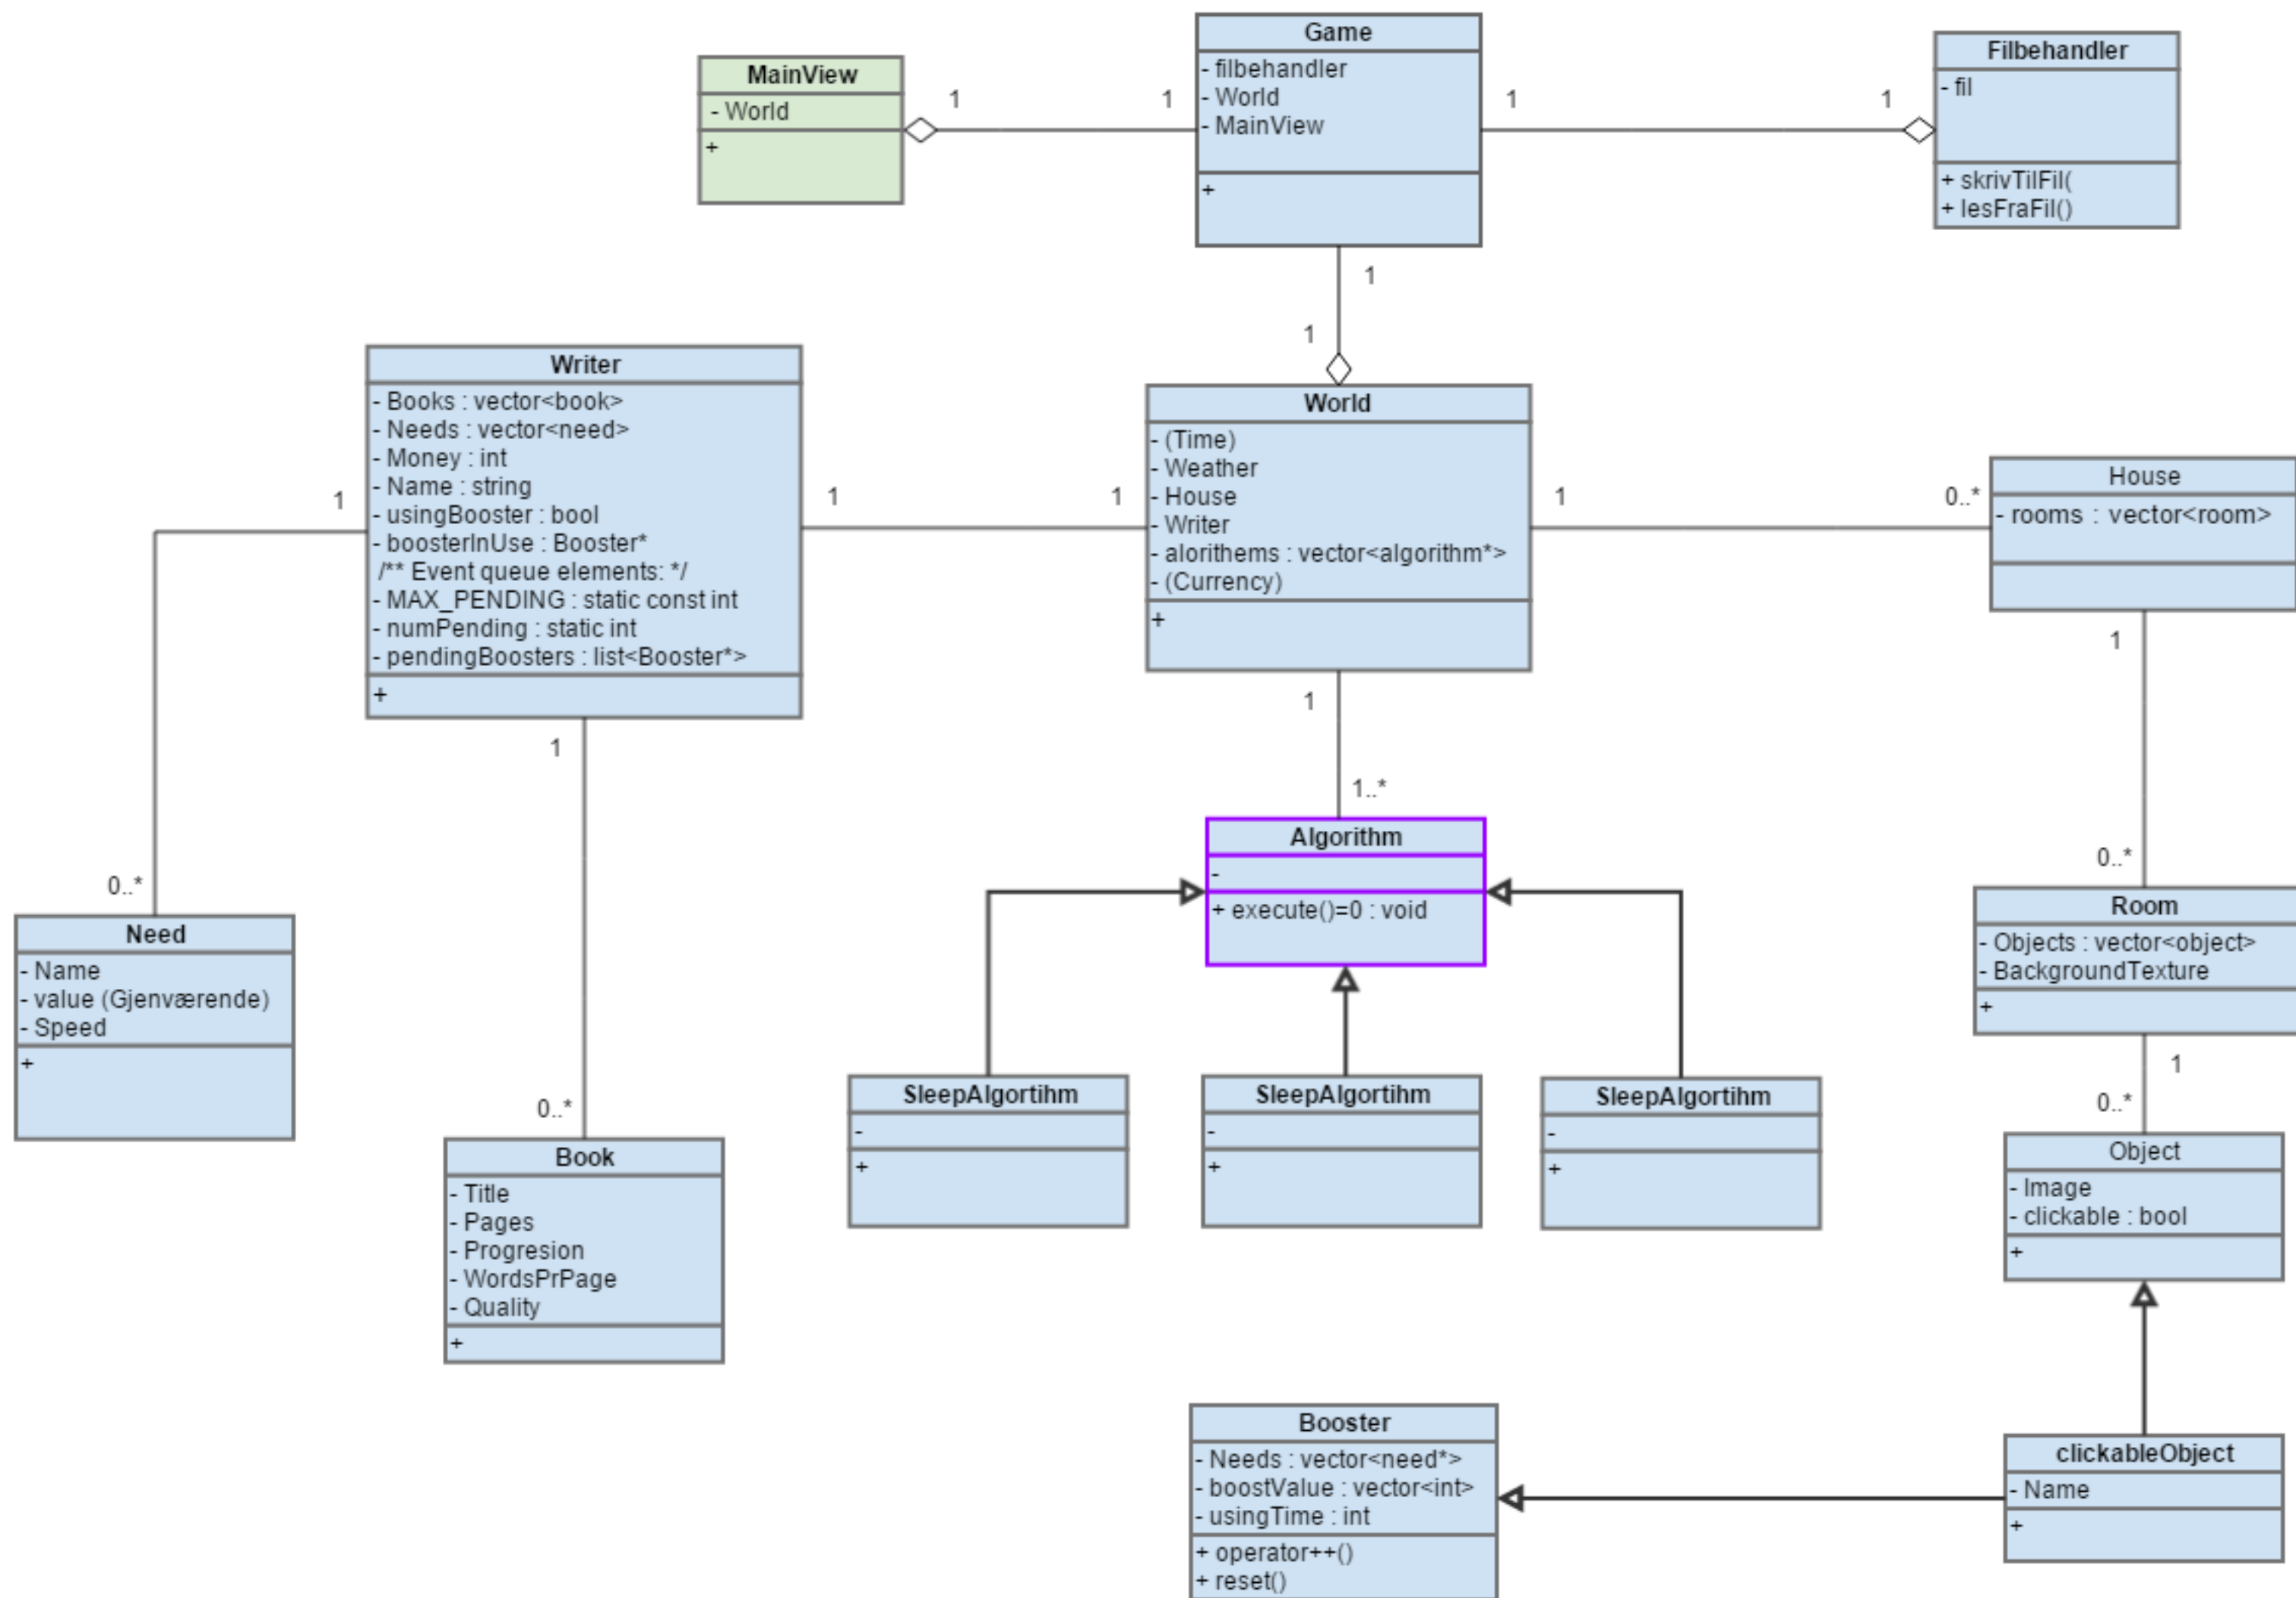 Game
- filbehandler
- World
- MainView
+
MainView
- World
+
Filbehandler
- fil
+ skrivTilFil(
+ lesFraFil()
1
1
1
1
1
1
Writer
- Books : vector<book>
- Needs : vector<need>
- Money : int
- Name : string
- usingBooster : bool
- boosterInUse : Booster*
/** Event queue elements: */
- MAX_PENDING : static const int
- numPending : static int
- pendingBoosters : list<Booster*>
+
World
- (Time)
- Weather
- House
- Writer
- alorithems : vector<algorithm*>
- (Currency)
+
House
- rooms : vector<room>
1
1
1
1
0..*
1
1
1
1..*
1
0..*
0..*
0..*
Algorithm
-
+ execute()=0 : void
Need
- Name
- value (Gjenværende)
- Speed
+
Room
- Objects : vector<object>
- BackgroundTexture
+
1
0..*
Book
- Title
- Pages
- Progresion
- WordsPrPage
- Quality
+
SleepAlgortihm
-
+
SleepAlgortihm
-
+
SleepAlgortihm
-
+
Object
- Image
- clickable : bool
+
Booster
- Needs : vector<need*>
- boostValue : vector<int>
- usingTime : int
+ operator++()
+ reset()
clickableObject
- Name
+